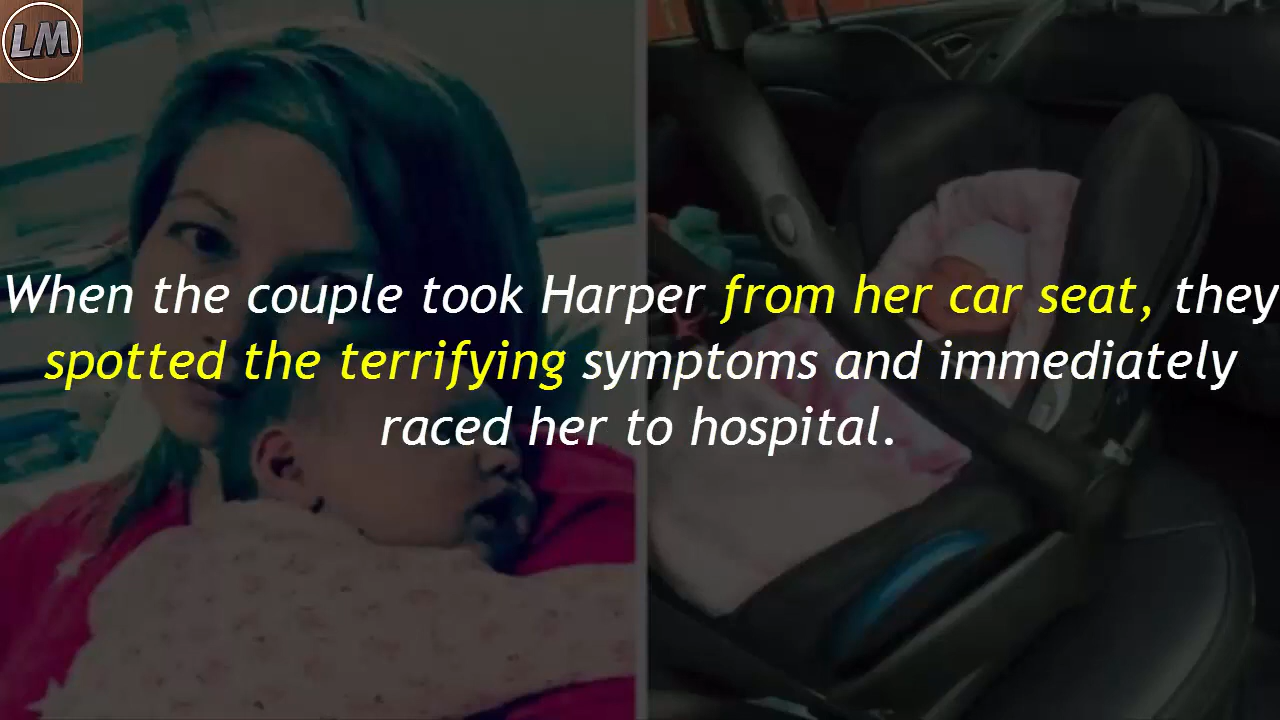 LM
When the couple took Harper from her car seat, they
spotted the terrifying symptoms and immediately
raced her to hospital.